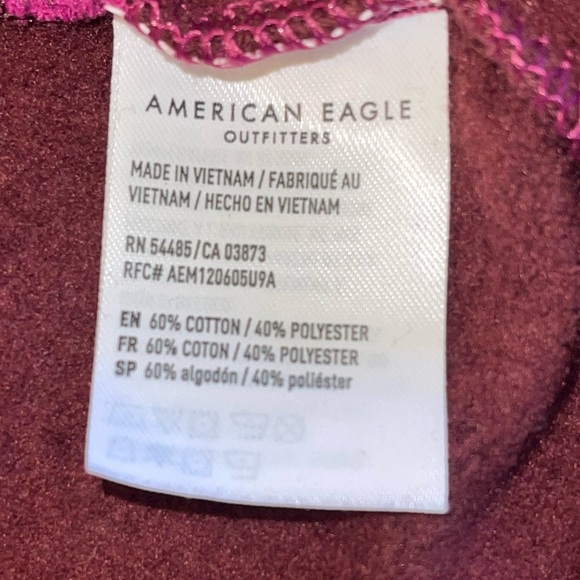 AMERICAN EAGLE
OUTFITTERS
MADE IN VIETNAM / FABRIQUÉ AU
VIETNAM / HECHO EN VIETNAM
RN 54485/CA 03873
RFC# AEM120605U9A
EN 60% COTTON / 40% POLYESTER
FR 60% COTON / 40% POLYESTER
SP 60% algodón / 40% poliéster